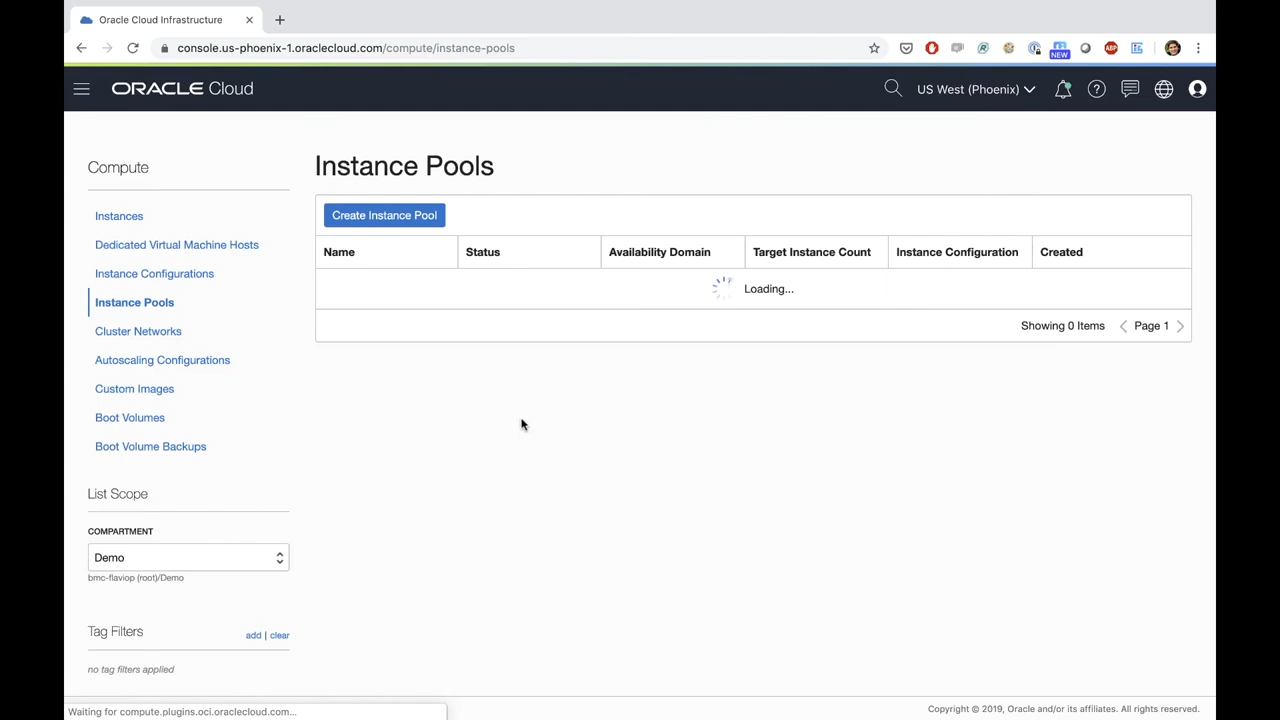 Oracle Cloud Infrastructure
console.us-phoenix-1.oraclecloud.com/compute/instance-pools
NEW
ABP
ORACLE Cloud
US West (Phoenix)
Compute
Instances
Dedicated Virtual Machine Hosts
Instance Configurations
Instance Pools
Cluster Networks
Autoscaling Configurations
Custom Images
Boot Volumes
Boot Volume Backups
List Scope
COMPARTMENT
Demo
bmc-flaviop (root)/Demo
Tag Filters
add | clear
no tag filters applied
Instance Pools
Create Instance Pool
Name Status Availability Domain Target Instance Count Instance Configuration Created
Loading...
Showing 0 Items Page 1
Waiting for compute.plugins.oci.oraclecloud.com...
Copyright © 2019, Oracle and/or its affiliates. All rights reserved.